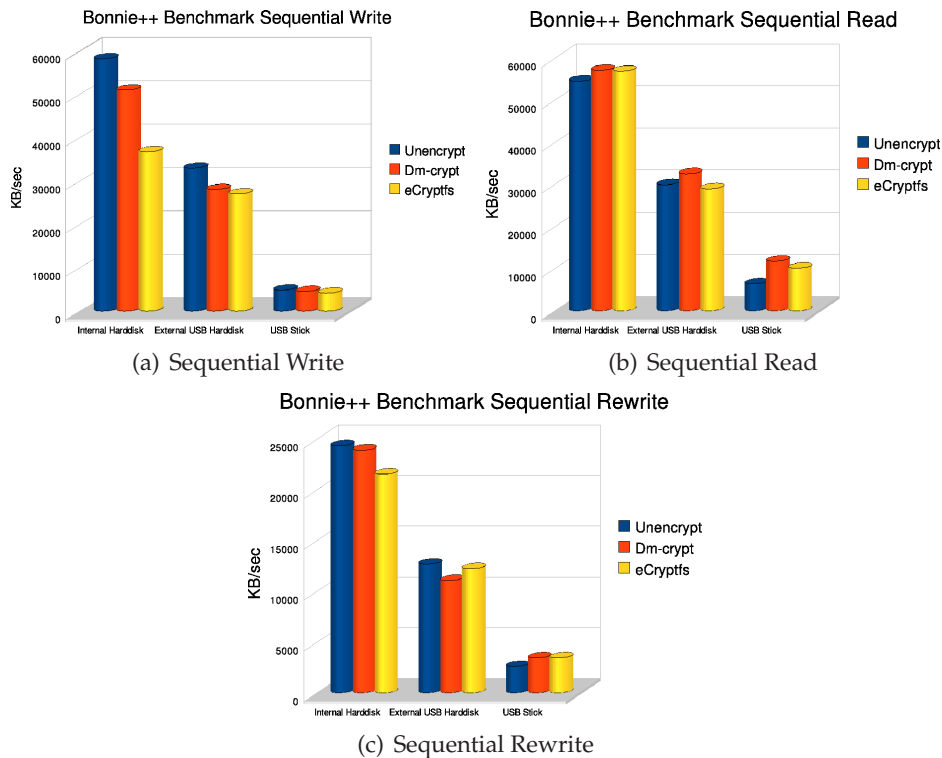 Bonnie++ Benchmark Sequential Write
60000
50000
40000
30000
20000
10000
0
KB/sec
Internal Harddisk
External USB Harddisk
USB Stick
Unencrypt
Dm-crypt
eCryptfs
(a) Sequential Write
Bonnie++ Benchmark Sequential Read
60000
50000
40000
30000
20000
10000
0
KB/sec
Internal Harddisk
External USB Harddisk
USB Stick
Unencrypt
Dm-crypt
eCryptfs
(b) Sequential Read
Bonnie++ Benchmark Sequential Rewrite
25000
20000
15000
10000
5000
0
KB/sec
Internal Harddisk
External USB Harddisk
USB Stick
Unencrypt
Dm-crypt
eCryptfs
(c) Sequential Rewrite